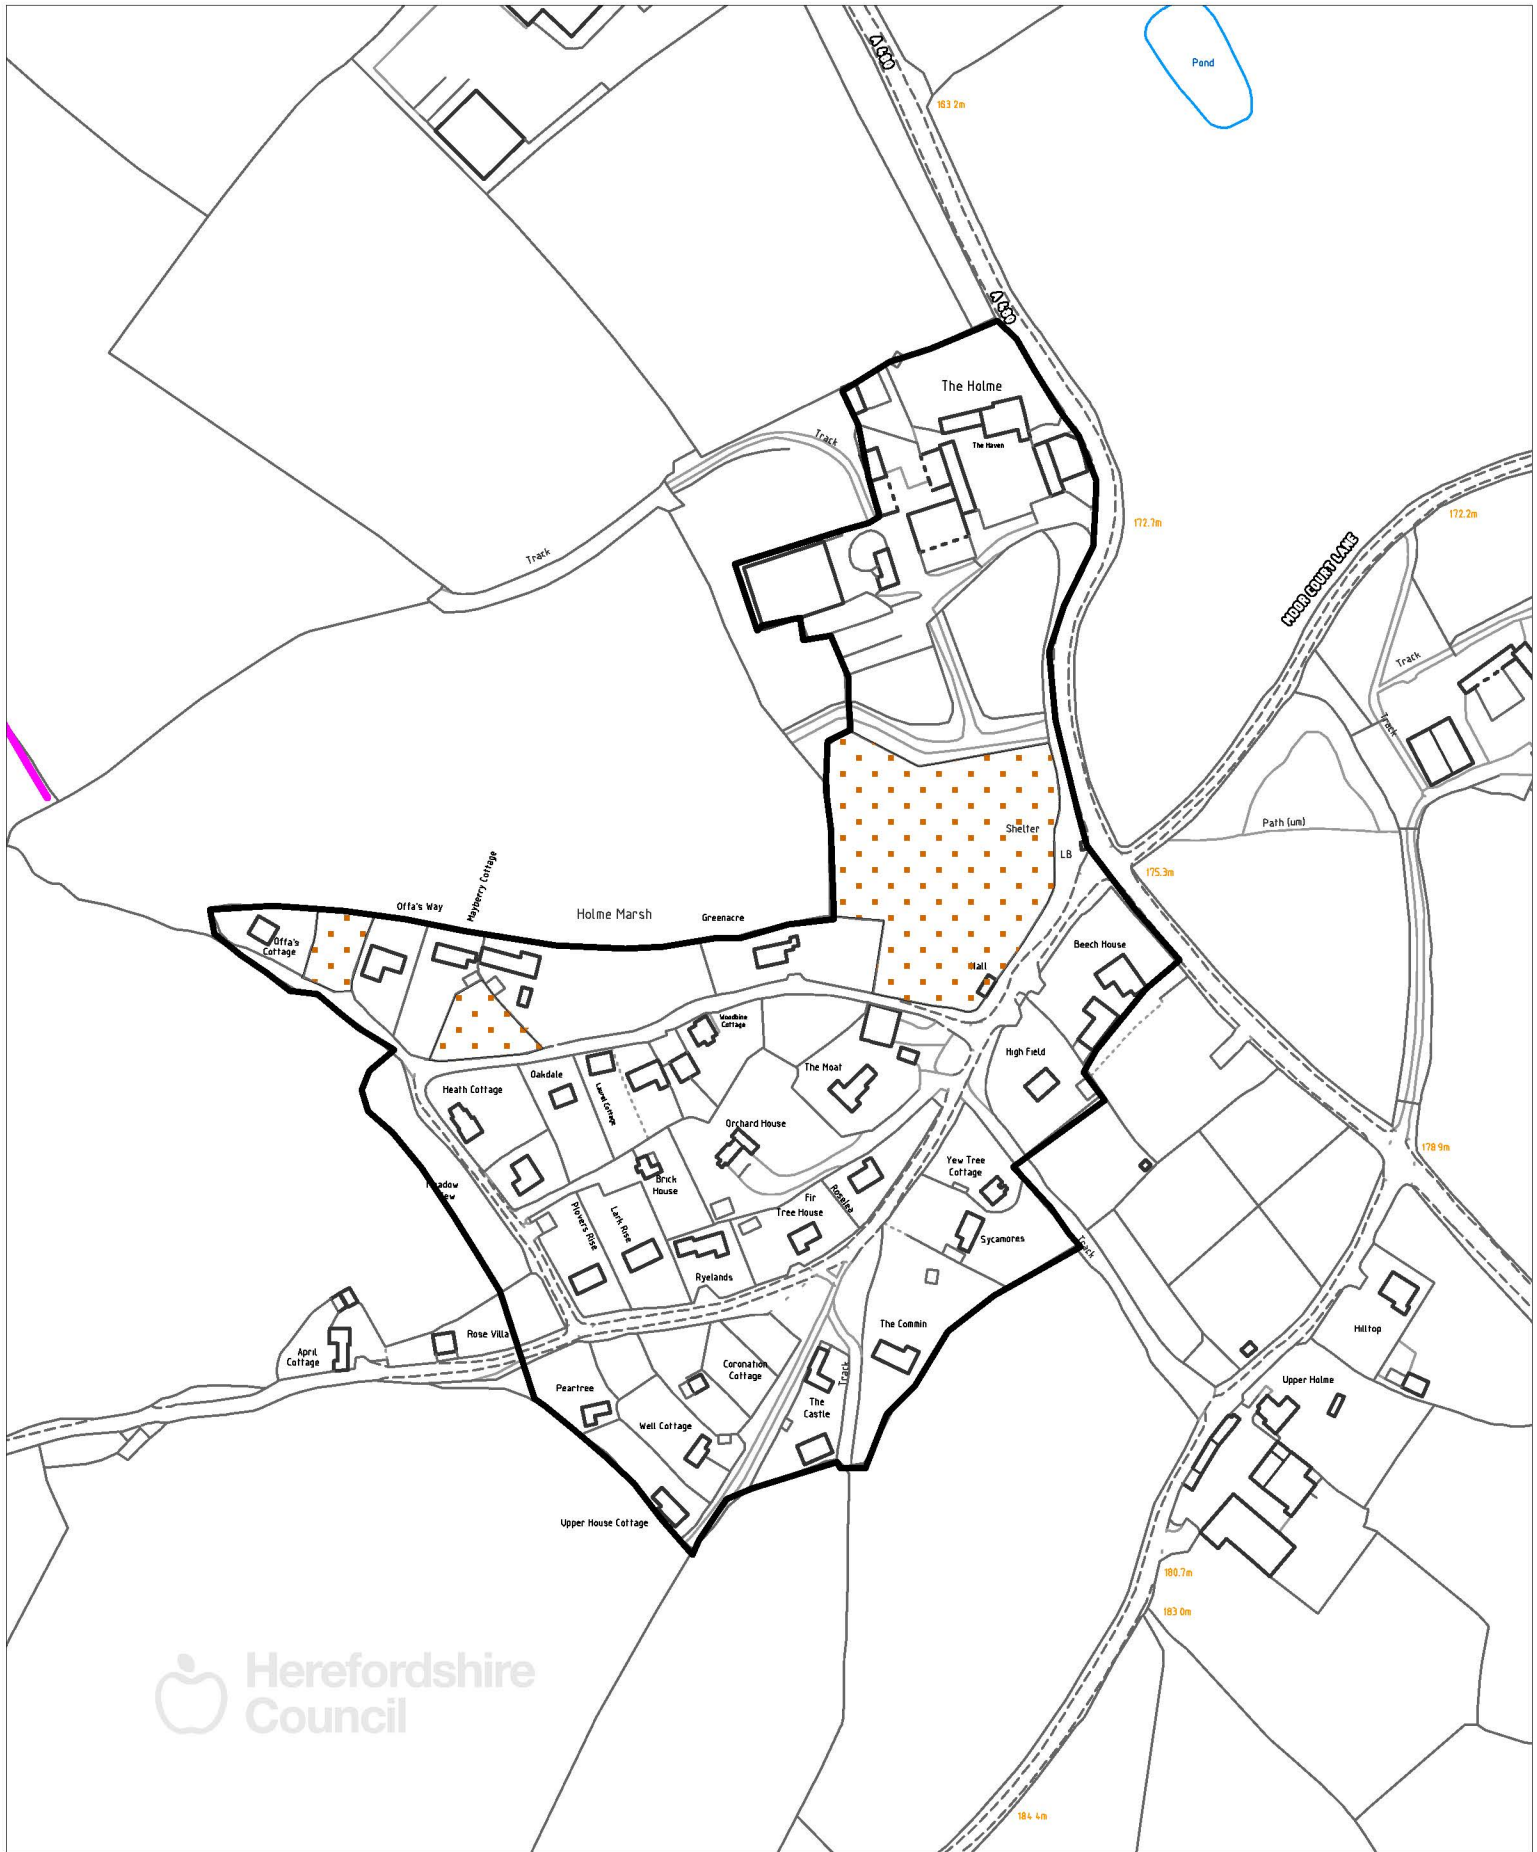 A 480
Pond
163 2m
A 480
The Holme
Track
The Haven
172.7m
172.2m
MOOR COURT LANE
Track
Track
Track
Path (um)
Shelter
LB
175.3m
Mayberry Cottage
Offa's Way
Holme Marsh
Greenacre
Offa's
Cottage
Beech House
Hall
Woodbine
Cottage
High Field
The Moat
Oakdale
Heath Cottage
Laurel Cottage
Orchard House
178 9m
Yew Tree
Cottage
Brick
House
Roselea
Fir
Tree House
Plovers Rise
Lark Rise
Sycamores
Track
Ryelands
The Commin
Rose Villa
Hilltop
April
Cottage
Coronation
Cottage
Track
Upper Holme
Peartree
The
Castle
Well Cottage
Upper House Cottage
180.7m
183 0m
Herefordshire
Council
184 4m